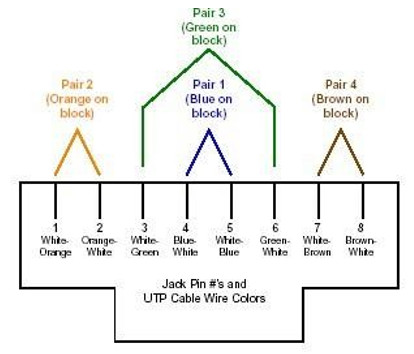 Pair 3
(Green on
block)
Pair 2
(Orange on
block)
Pair 1
(Blue on
block)
Pair 4
(Brown on
block)
1
White-
Orange
2
Orange-
White
3
White-
Green
4
Blue-
White
5
White-
Blue
6
Green-
White
7
White-
Brown
8
Brown-
White
Jack Pin #'s and
UTP Cable Wire Colors